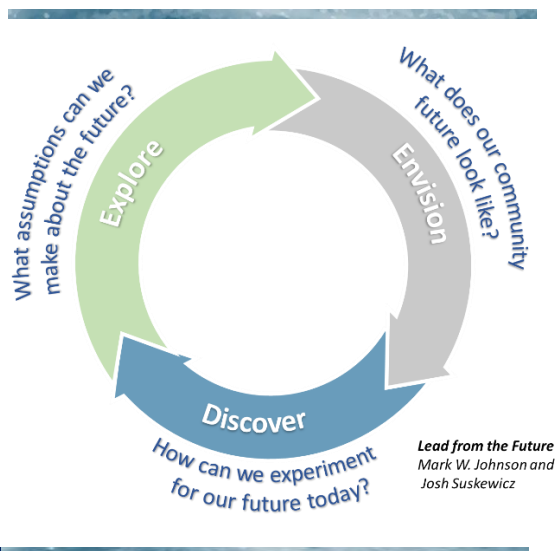 What assumptions can we
make about the future?
Explore
What does our community
future look like?
Envision
Discover
How can we experiment
for our future today?
Lead from the Future
Mark W. Johnson and
Josh Suskewicz